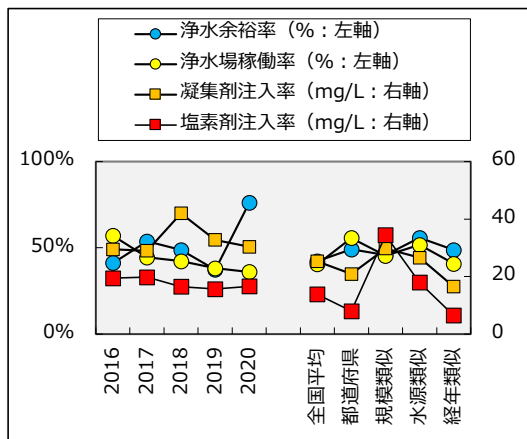 浄水余裕率（%：左軸）
浄水場稼働率（%：左軸）
凝集剤注入率（mg/L：右軸）
塩素剤注入率（mg/L：右軸）
100%
50%
0%
60
40
20
0
2016
2017
2018
2019
2020
全国平均
都道府県
規模類似
水源類似
経年類似